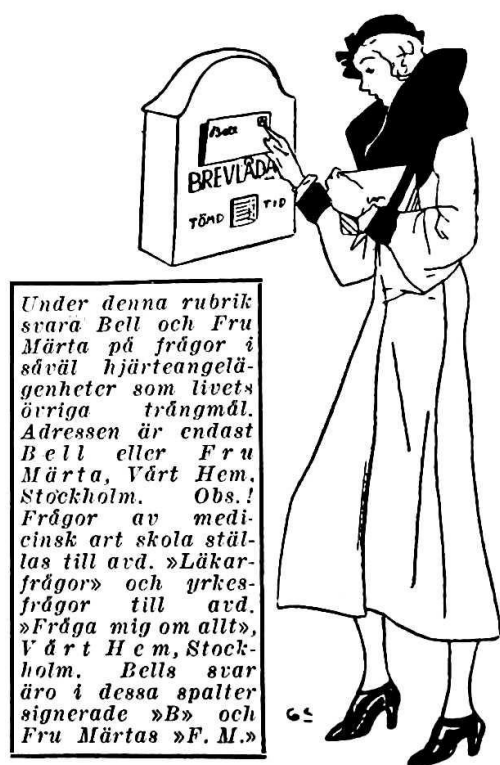 Bell
BREVLÅDA
TÖMD TID
Under denna rubrik
svara Bell och Fru
Märta på frågor i
såväl hjärteangelä-
genheter som livets
övriga trångmål.
Adressen är endast
Bell eller Fru
Märta, Vårt Hem,
Stockholm. Obs.!
Frågor av medi-
cinsk art skola stäl-
las till avd. »Läkar-
frågor» och yrkes-
frågor till avd.
»Fråga mig om allt»,
Vårt Hem, Stock-
holm. Bells svar
äro i dessa spalter
signerade »B» och
Fru Märtas »F. M.»
GS